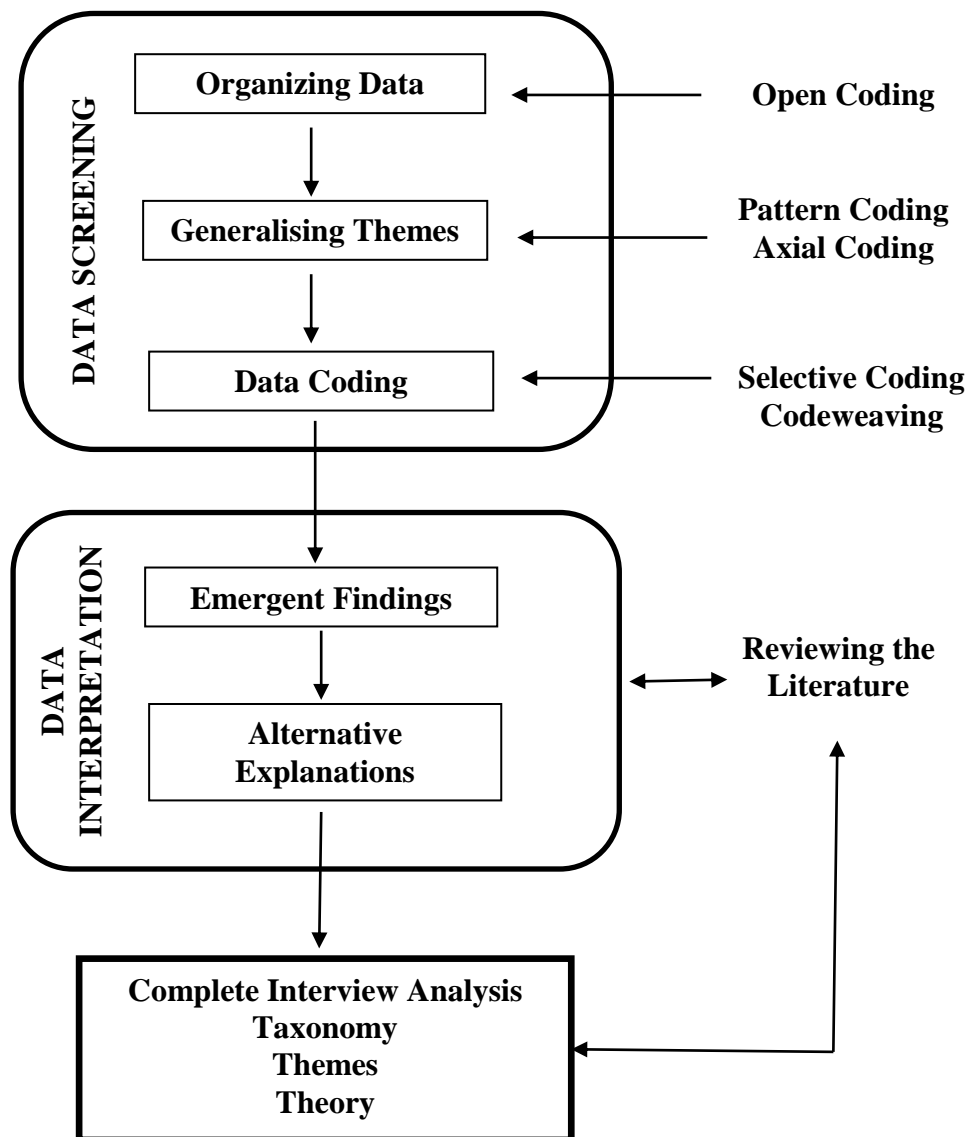 DATA SCREENING
Organizing Data
Open Coding
Generalising Themes
Pattern Coding
Axial Coding
Data Coding
Selective Coding
Codeweaving
DATA
INTERPRETATION
Emergent Findings
Alternative
Explanations
Reviewing the
Literature
Complete Interview Analysis
Taxonomy
Themes
Theory